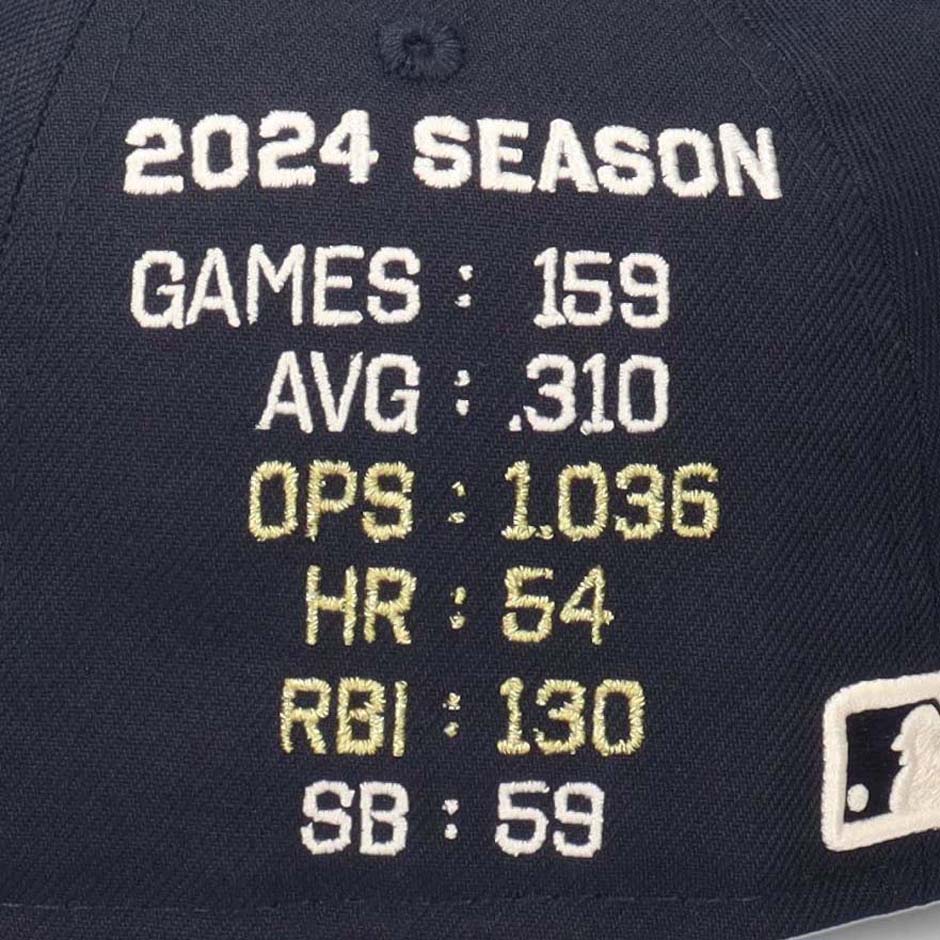 2024 SEASON
GAMES : 159
AVG : .310
OPS : 1.036
HR : 54
RBI : 130
SB : 59